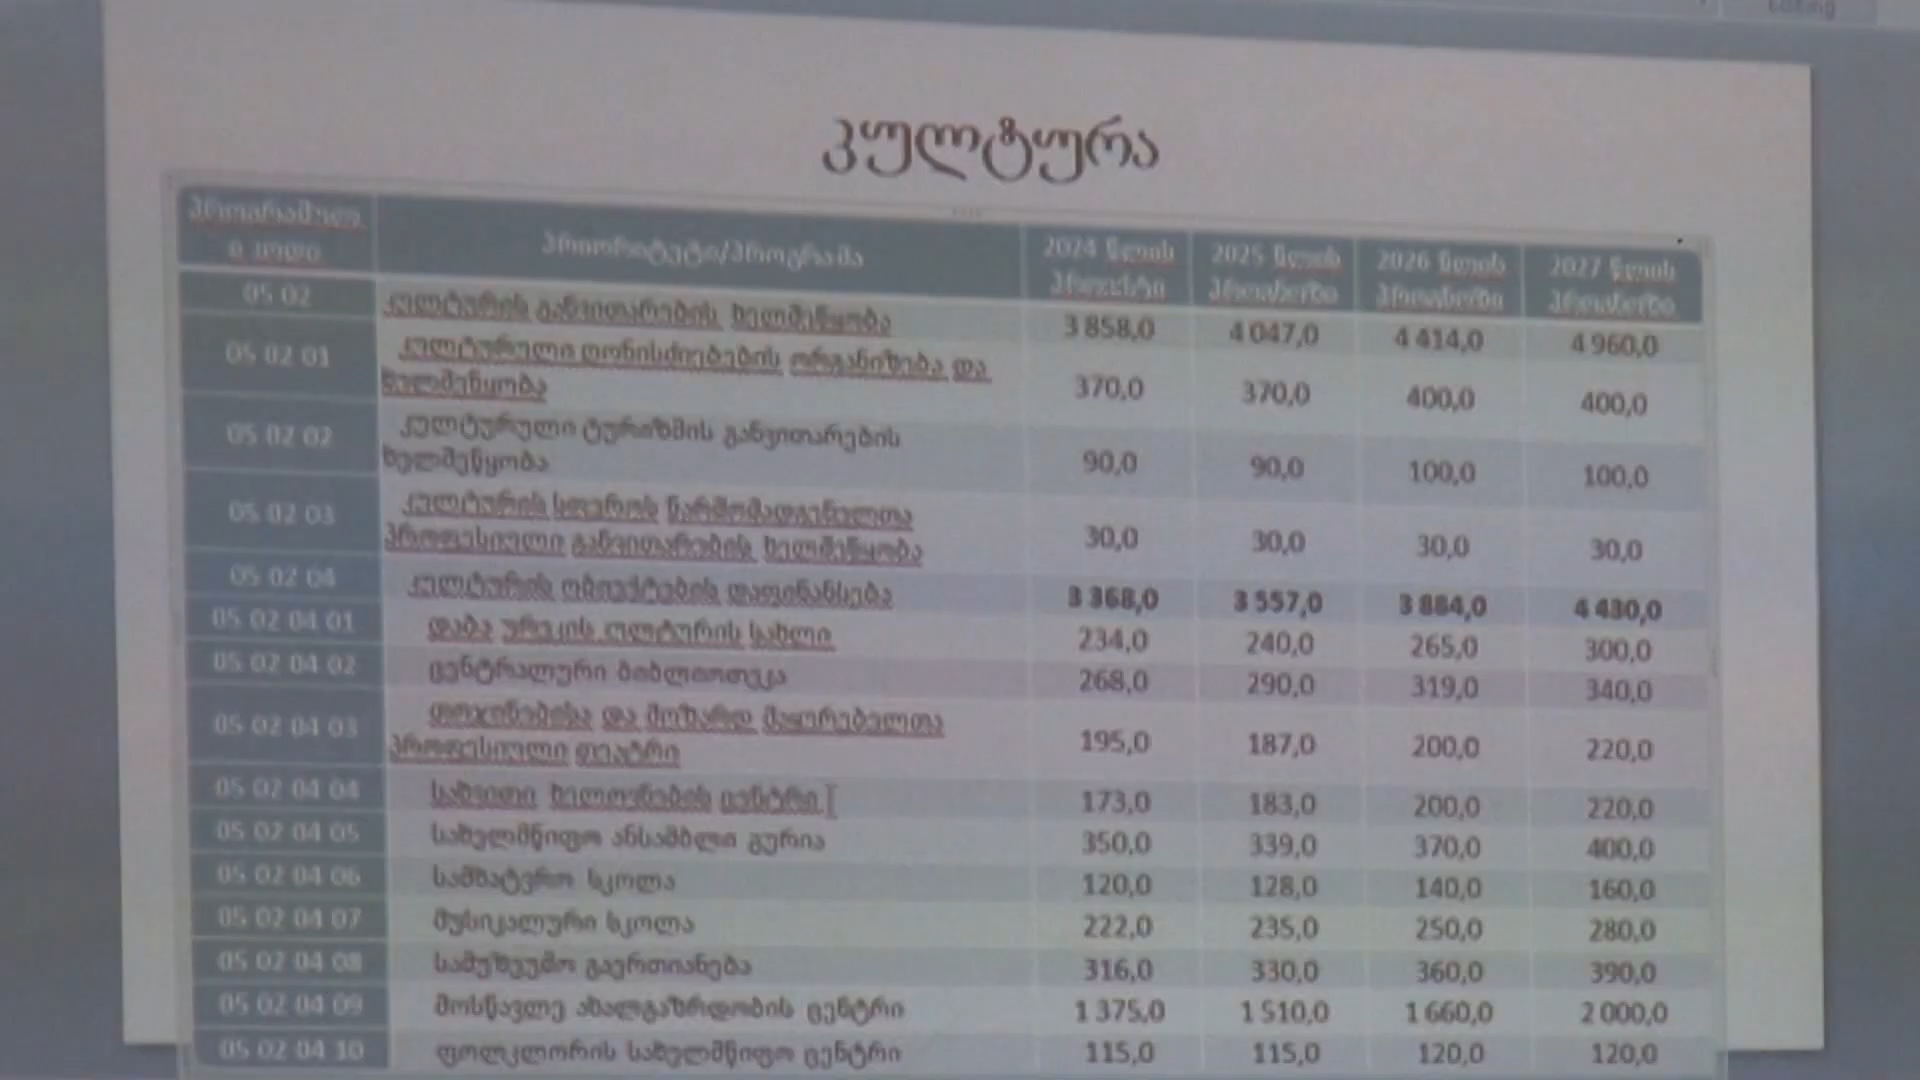 კულტურა
პროგრამულ
ი კოდი
პრიორიტეტი/პროგრამა
2024 წლის
პროექტი
2025 წლის
პროგნოზი
2026 წლის
პროგნოზი
2027 წლის
პროგნოზი
05 02 კულტურის განვითარების ხელშეწყობა 3 858,0 4 047,0 4 414,0 4 960,0
05 02 01 კულტურული ღონისძიებების ორგანიზება და
ხელშეწყობა 370,0 370,0 400,0 400,0
05 02 02 კულტურული ტურიზმის განვითარების
ხელშეწყობა 90,0 90,0 100,0 100,0
05 02 03 კულტურის სფეროს წარმომადგენელთა
პროფესიული განვითარების ხელშეწყობა 30,0 30,0 30,0 30,0
05 02 04 კულტურის ობიექტების დაფინანსება 3 368,0 3 557,0 3 884,0 4 430,0
05 02 04 01 დაბა ურეკის კულტურის სახლი 234,0 240,0 265,0 300,0
05 02 04 02 ცენტრალური ბიბლიოთეკა 268,0 290,0 319,0 340,0
05 02 04 03 თოჯინებისა და მოზარდ მაყურებელთა
პროფესიული თეატრი 195,0 187,0 200,0 220,0
05 02 04 04 სახვითი ხელოვნების ცენტრი 173,0 183,0 200,0 220,0
05 02 04 05 სახელმწიფო ანსამბლი გურია 350,0 339,0 370,0 400,0
05 02 04 06 სამხატვრო სკოლა 120,0 128,0 140,0 160,0
05 02 04 07 მუსიკალური სკოლა 222,0 235,0 250,0 280,0
05 02 04 08 სამუზეუმო გაერთიანება 316,0 330,0 360,0 390,0
05 02 04 09 მოსწავლე ახალგაზრდობის ცენტრი 1 375,0 1 510,0 1 660,0 2 000,0
05 02 04 10 ფოლკლორის სახელმწიფო ცენტრი 115,0 115,0 120,0 120,0